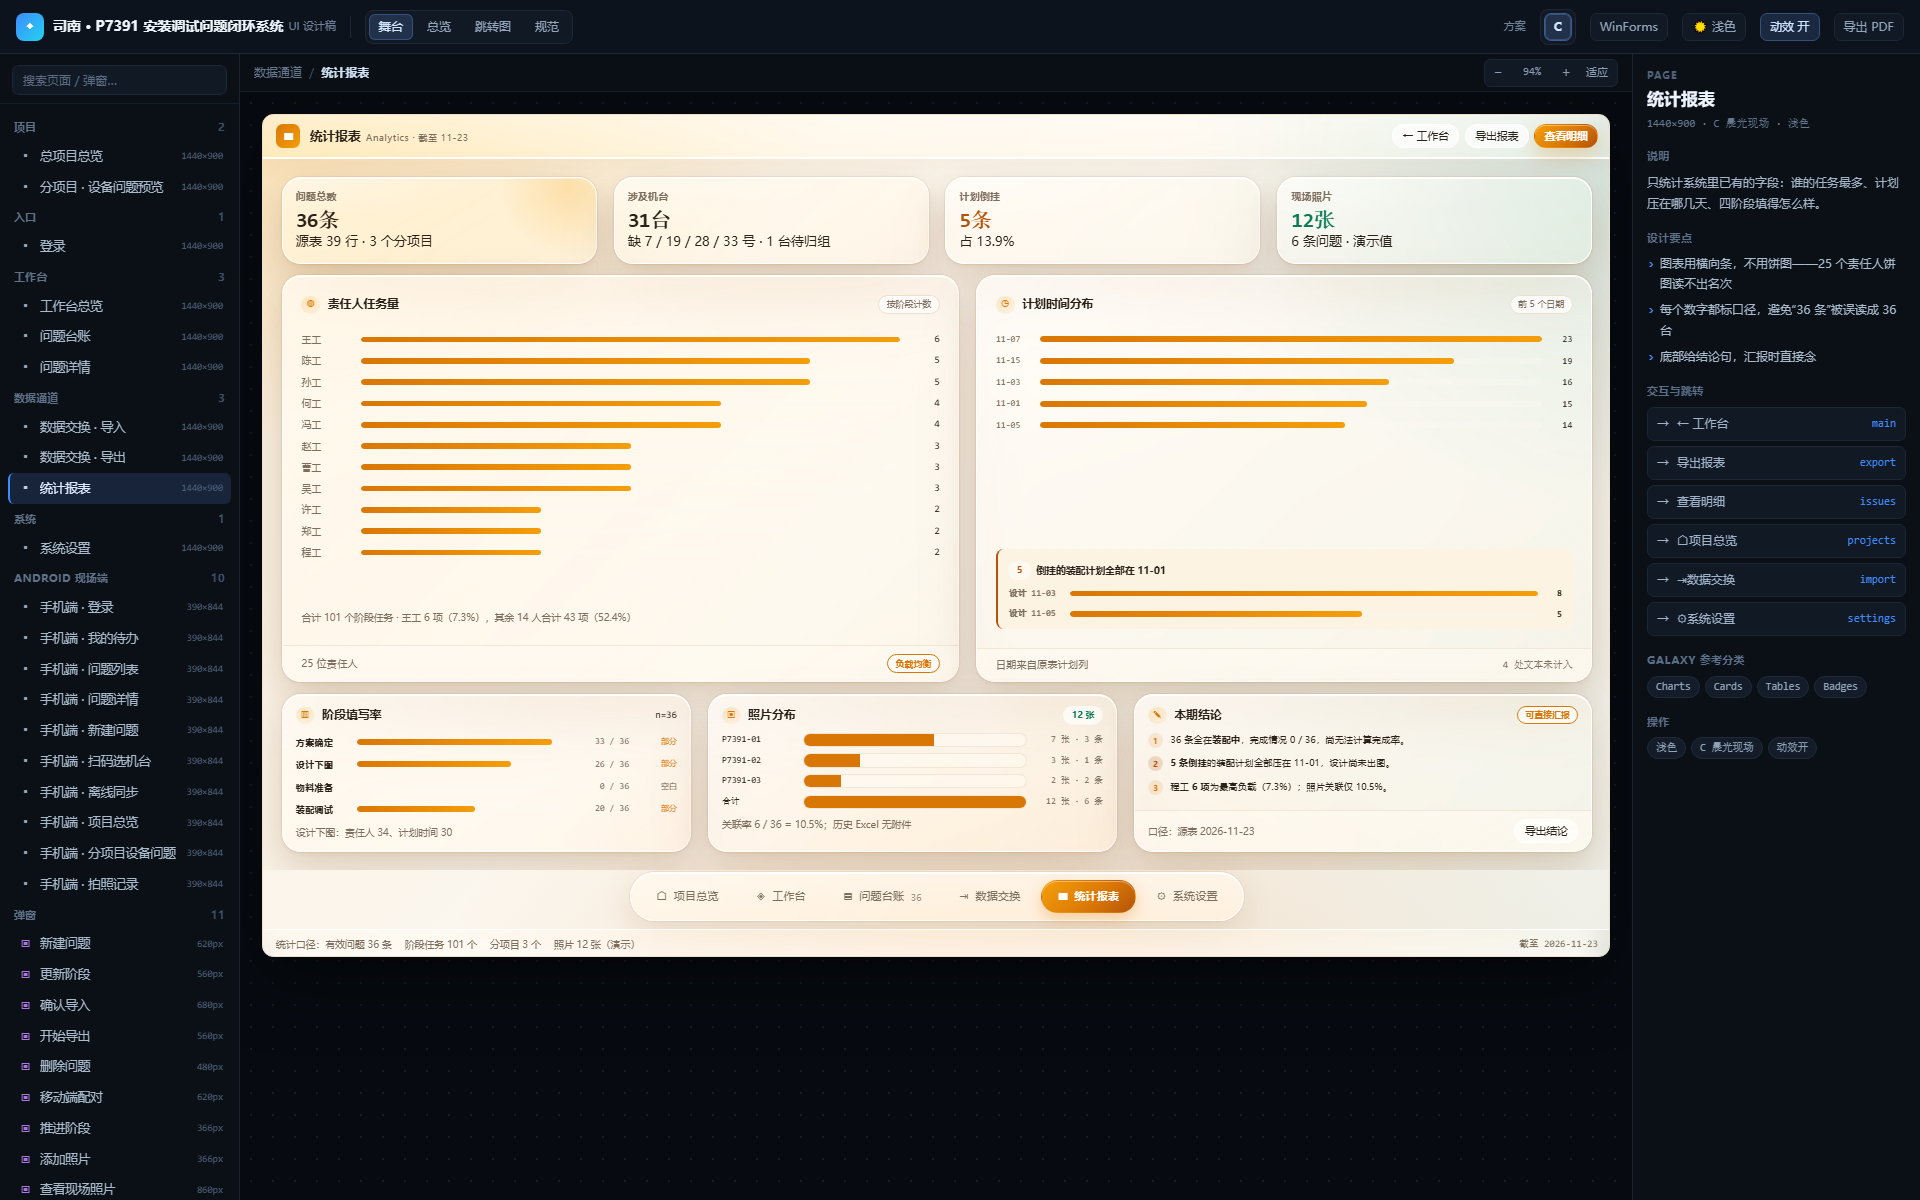 司南 • P7391 安装调试问题闭环系统 UI 设计稿
舞台 总览 跳转图 规范
方案 C WinForms 浅色 动效 开 导出 PDF
搜索页面 / 弹窗...
项目 2
总项目总览 1440×900
分项目 · 设备问题预览 1440×900
入口 1
登录 1440×900
工作台 3
工作台总览 1440×900
问题台账 1440×900
问题详情 1440×900
数据通道 3
数据交换 · 导入 1440×900
数据交换 · 导出 1440×900
统计报表 1440×900
系统 1
系统设置 1440×900
ANDROID 现场端 10
手机端 · 登录 390×844
手机端 · 我的待办 390×844
手机端 · 问题列表 390×844
手机端 · 问题详情 390×844
手机端 · 新建问题 390×844
手机端 · 扫码选机台 390×844
手机端 · 离线同步 390×844
手机端 · 项目总览 390×844
手机端 · 分项目设备问题 390×844
手机端 · 拍照记录 390×844
弹窗 11
新建问题 620px
更新阶段 560px
确认导入 680px
开始导出 560px
删除问题 480px
移动端配对 620px
推进阶段 366px
添加照片 366px
查看现场照片 860px
数据通道 / 统计报表
− 94% + 适应
统计报表 Analytics · 截至 11-23
← 工作台 导出报表 查看明细
问题总数
36条
源表 39 行 · 3 个分项目
涉及机台
31台
缺 7 / 19 / 28 / 33 号 · 1 台待归组
计划倒挂
5条
占 13.9%
现场照片
12张
6 条问题 · 演示值
责任人任务量 按阶段计数
王工 6
陈工 5
孙工 5
何工 4
冯工 4
赵工 3
曹工 3
吴工 3
许工 2
郑工 2
程工 2
合计 101 个阶段任务 · 王工 6 项（7.3%），其余 14 人合计 43 项（52.4%）
25 位责任人 负载均衡
计划时间分布 前 5 个日期
11-07 23
11-15 19
11-03 16
11-01 15
11-05 14
5 倒挂的装配计划全部在 11-01
设计 11-03 8
设计 11-05 5
日期来自原表计划列 4 处文本未计入
阶段填写率 n=36
方案确定 33 / 36 部分
设计下图 26 / 36 部分
物料准备 0 / 36 空白
装配调试 20 / 36 部分
设计下图：责任人 34、计划时间 30
照片分布 12 张
P7391-01 7 张 · 3 条
P7391-02 3 张 · 1 条
P7391-03 2 张 · 2 条
合计 12 张 · 6 条
关联率 6 / 36 = 10.5%；历史 Excel 无附件
本期结论 可直接汇报
1 36 条全在装配中，完成情况 0 / 36，尚无法计算完成率。
2 5 条倒挂的装配计划全部压在 11-01，设计尚未出图。
3 程工 6 项为最高负载（7.3%）；照片关联仅 10.5%。
口径：源表 2026-11-23 导出结论
项目总览 工作台 问题台账 36 数据交换 统计报表 系统设置
统计口径：有效问题 36 条 阶段任务 101 个 分项目 3 个 照片 12 张（演示） 截至 2026-11-23
PAGE
统计报表
1440×900 · C 晨光现场 · 浅色
说明
只统计系统里已有的字段：谁的任务最多、计划
压在哪几天、四阶段填得怎么样。
设计要点
› 图表用横向条，不用饼图——25 个责任人饼
图读不出名次
› 每个数字都标口径，避免“36 条”被误读成 36
台
› 底部给结论句，汇报时直接念
交互与跳转
→ ← 工作台 main
→ 导出报表 export
→ 查看明细 issues
→ 项目总览 projects
→ ⇥数据交换 import
→ ⚙系统设置 settings
GALAXY 参考分类
Charts Cards Tables Badges
操作
浅色 C 晨光现场 动效开